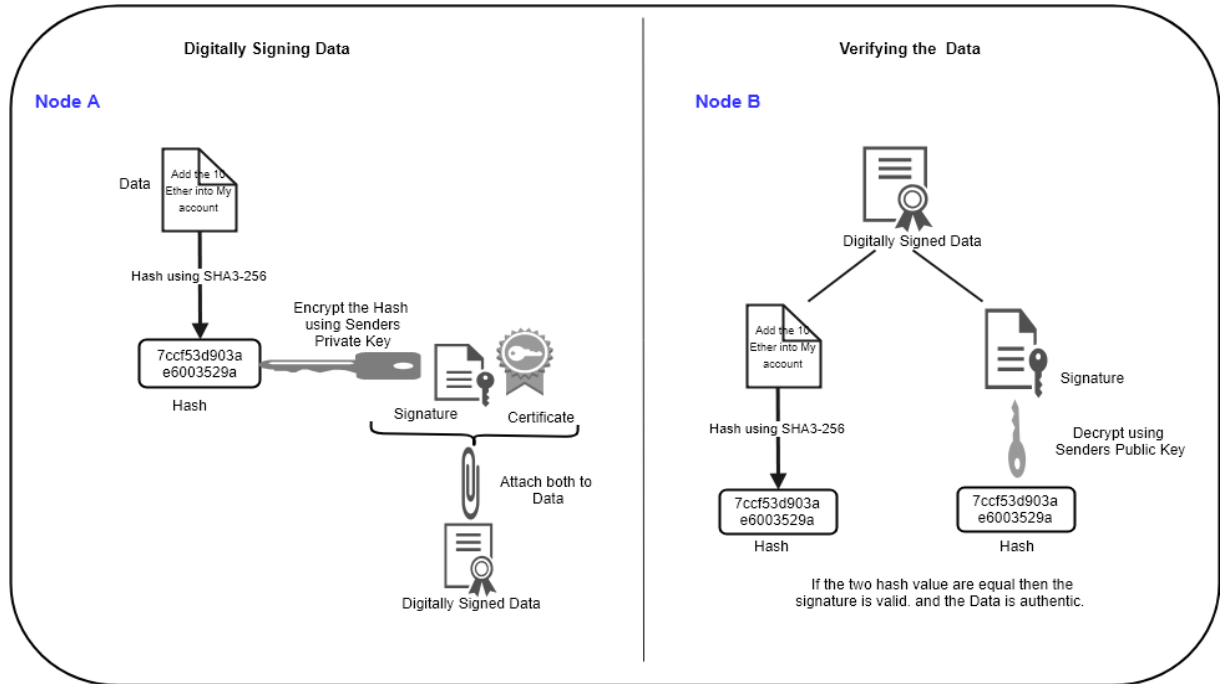 Digitally Signing Data
Node A
Data
Add the 10
Ether into My
account
Hash using SHA3-256
7ccf53d903a
e6003529a
Hash
Encrypt the Hash
using Senders
Private Key
Signature
Certificate
Attach both to
Data
Digitally Signed Data
Verifying the Data
Node B
Digitally Signed Data
Add the 10
Ether into My
account
Hash using SHA3-256
7ccf53d903a
e6003529a
Hash
Signature
Decrypt using
Senders Public Key
7ccf53d903a
e6003529a
Hash
If the two hash value are equal then the
signature is valid. and the Data is authentic.